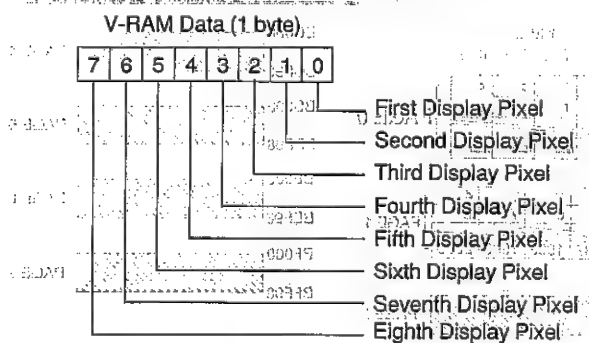 V-RAM Data (1 byte)
7 6 5 4 3 2 1 0
First Display Pixel
Second Display Pixel
Third Display Pixel
Fourth Display Pixel
Fifth Display Pixel
Sixth Display Pixel
Seventh Display Pixel
Eighth Display Pixel